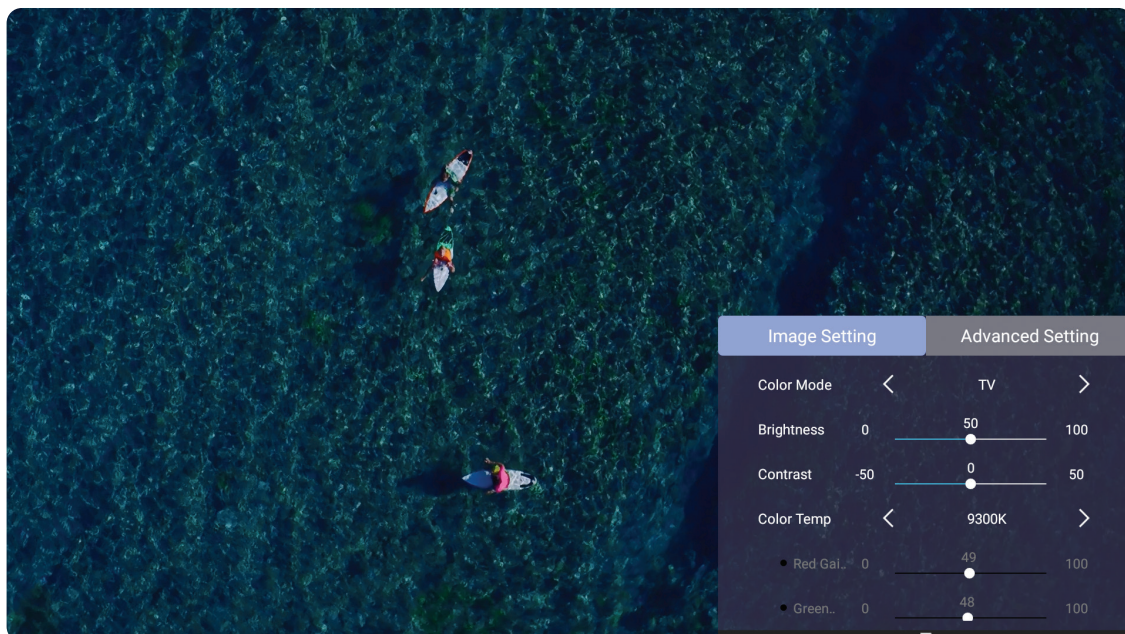 Image Setting Advanced Setting
Color Mode TV
Brightness 0 50 100
Contrast -50 0 50
Color Temp 9300K
Red Gai.. 0 49 100
Green.. 0 48 100